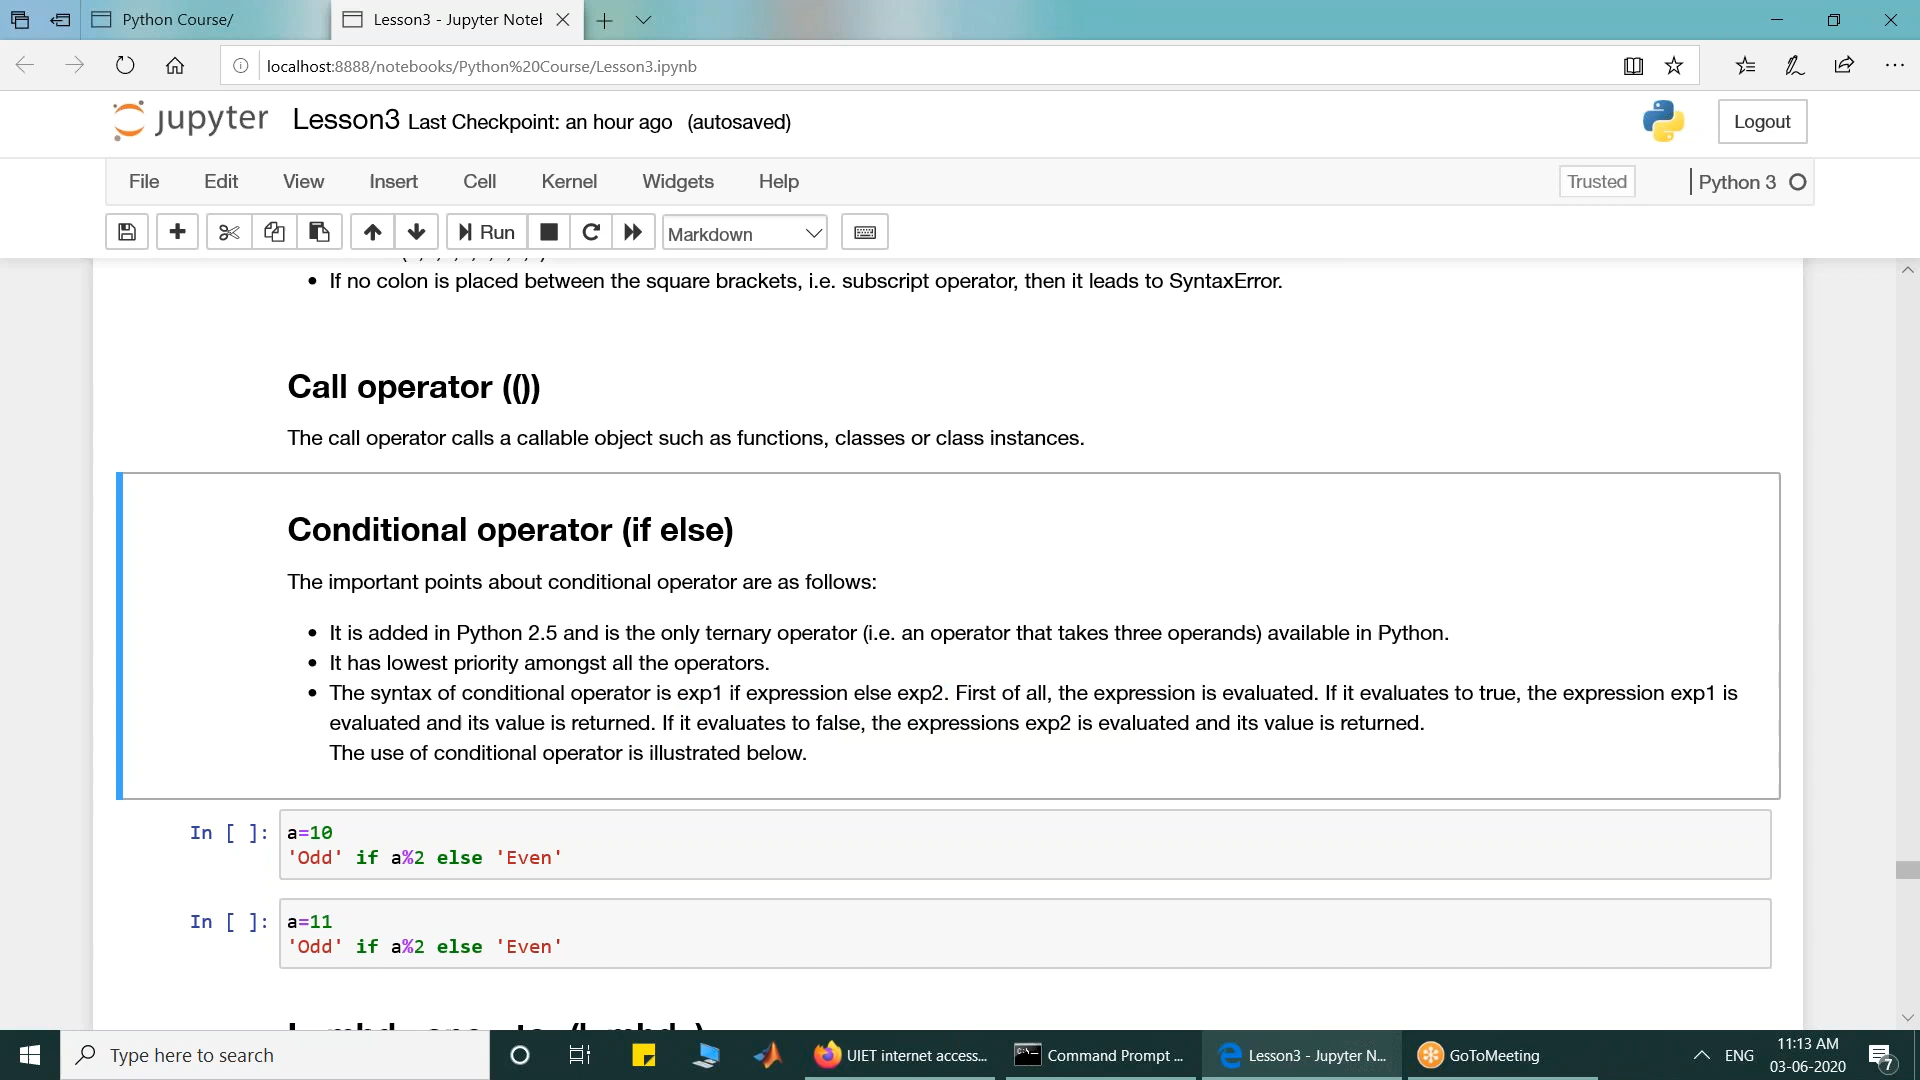 Python Course/
Lesson3 - Jupyter Notel
localhost:8888/notebooks/Python%20Course/Lesson3.ipynb
jupyter Lesson3 Last Checkpoint: an hour ago (autosaved)
Logout
File Edit View Insert Cell Kernel Widgets Help
Trusted
Python 3
Run
Markdown
• If no colon is placed between the square brackets, i.e. subscript operator, then it leads to SyntaxError.
Call operator (())
The call operator calls a callable object such as functions, classes or class instances.
Conditional operator (if else)
The important points about conditional operator are as follows:
• It is added in Python 2.5 and is the only ternary operator (i.e. an operator that takes three operands) available in Python.
• It has lowest priority amongst all the operators.
• The syntax of conditional operator is exp1 if expression else exp2. First of all, the expression is evaluated. If it evaluates to true, the expression exp1 is
evaluated and its value is returned. If it evaluates to false, the expressions exp2 is evaluated and its value is returned.
The use of conditional operator is illustrated below.
In [ ]: a=10
'Odd' if a%2 else 'Even'
In [ ]: a=11
'Odd' if a%2 else 'Even'
Type here to search
UIET internet access...
Command Prompt ...
Lesson3 - Jupyter N...
GoToMeeting
ENG
11:13 AM
03-06-2020
7